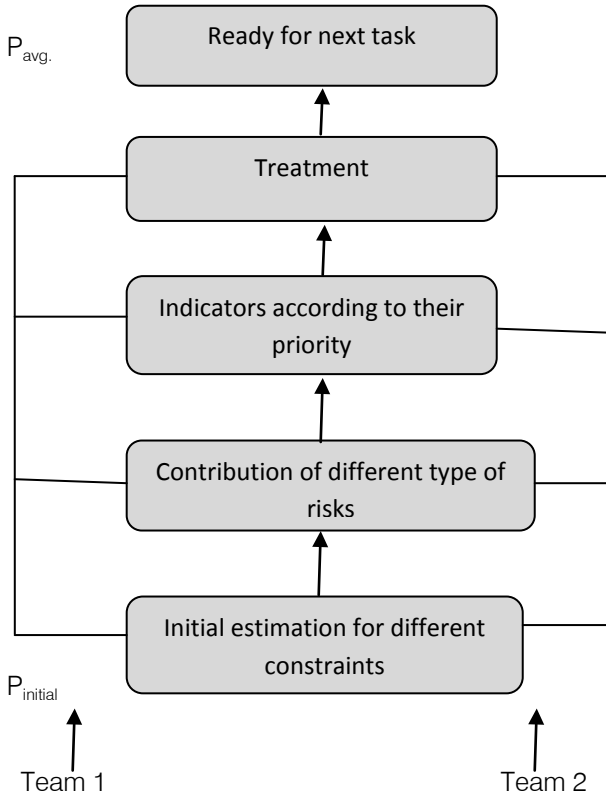 Ready for next task
Pavg.
Treatment
Indicators according to their
priority
Contribution of different type of
risks
Initial estimation for different
constraints
Pinitial
Team 1
Team 2